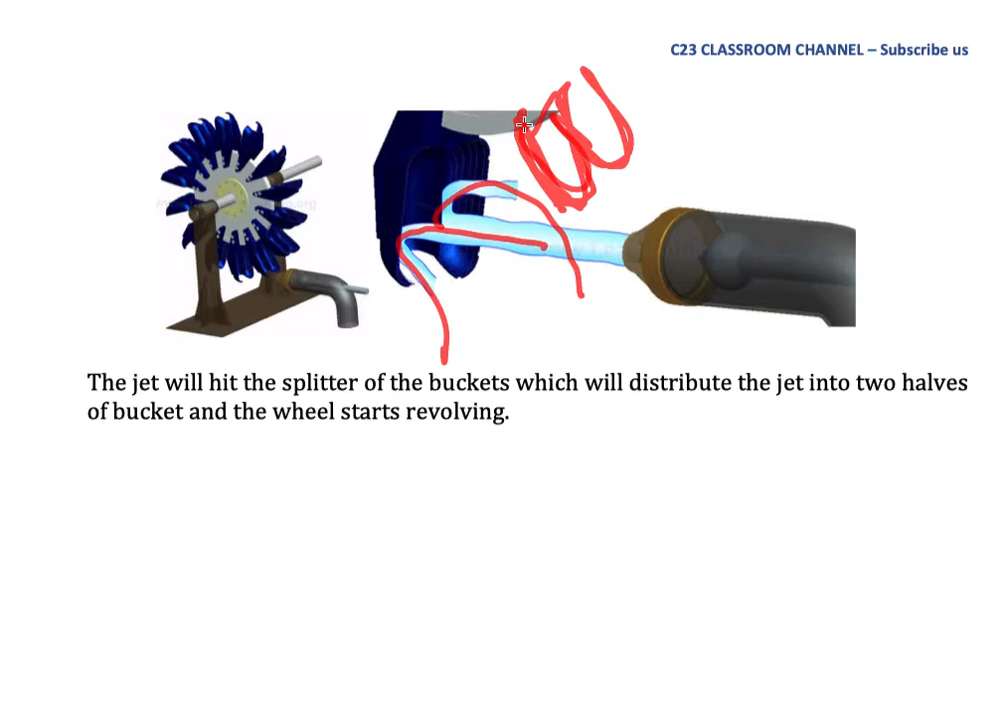 C23 CLASSROOM CHANNEL – Subscribe us
The jet will hit the splitter of the buckets which will distribute the jet into two halves
of bucket and the wheel starts revolving.